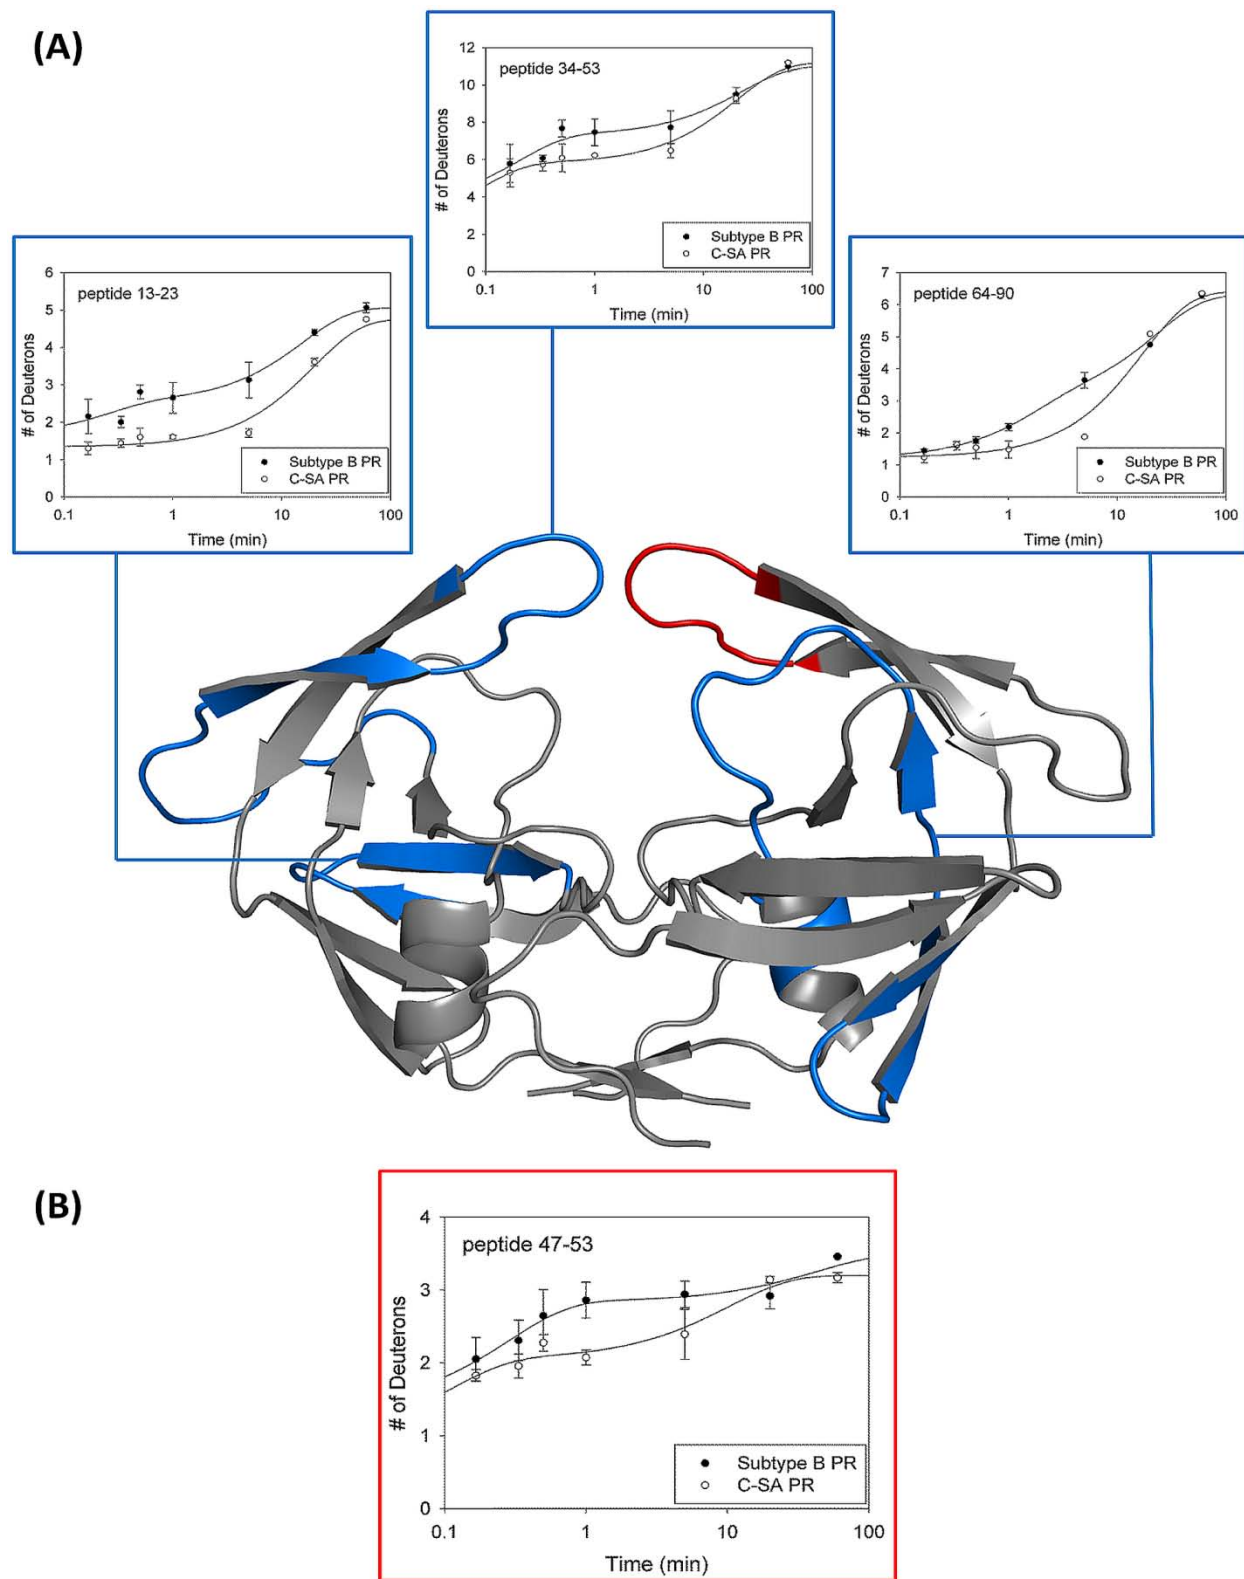 (A)
12
10
8
6
4
2
0
peptide 34-53
# of Deuterons
Subtype B PR
C-SA PR
0.1 1 10 100
Time (min)
6
5
4
3
2
1
0
peptide 13-23
# of Deuterons
Subtype B PR
C-SA PR
0.1 1 10 100
Time (min)
7
6
5
4
3
2
1
0
peptide 64-90
# of Deuterons
Subtype B PR
C-SA PR
0.1 1 10 100
Time (min)
(B)
4
3
2
1
0
peptide 47-53
# of Deuterons
Subtype B PR
C-SA PR
0.1 1 10 100
Time (min)